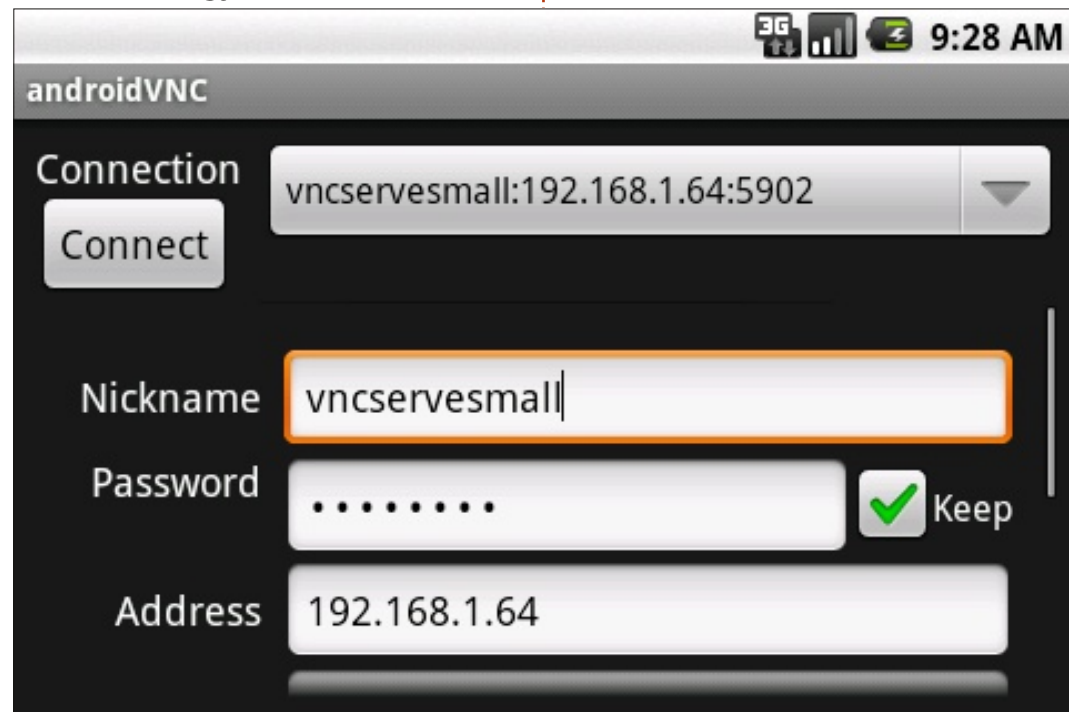 3G 9:28 AM
androidVNC
Connection
vncservesmall:192.168.1.64:5902
Connect
Nickname vncservesmall
Password ........ Keep
Address 192.168.1.64